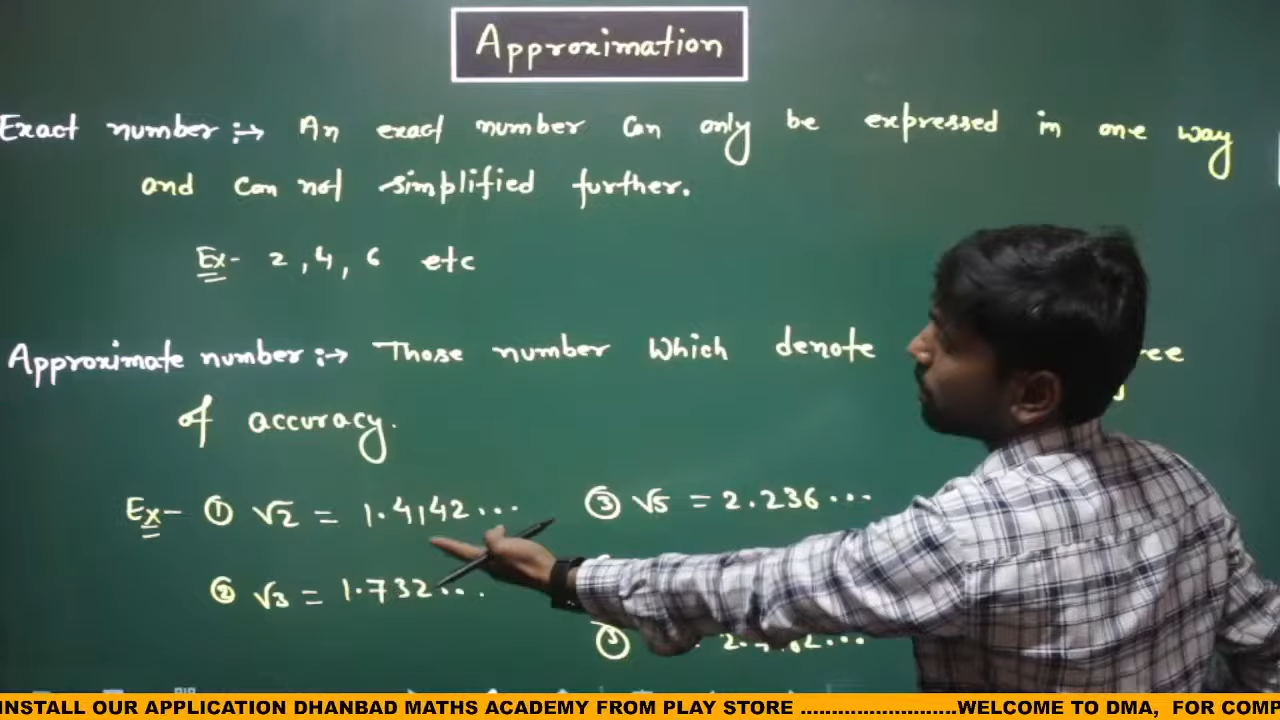 Approximation
Exact number :→ An exact number can only be expressed in one way
and can not simplified further.
Ex- 2, 4, 6 etc
Approximate number :→ Those number which denote
of accuracy.
Ex- ① √2 = 1.4142... ③ √5 = 2.236...
② √3 = 1.732...
INSTALL OUR APPLICATION DHANBAD MATHS ACADEMY FROM PLAY STORE ........................WELCOME TO DMA, FOR COMP